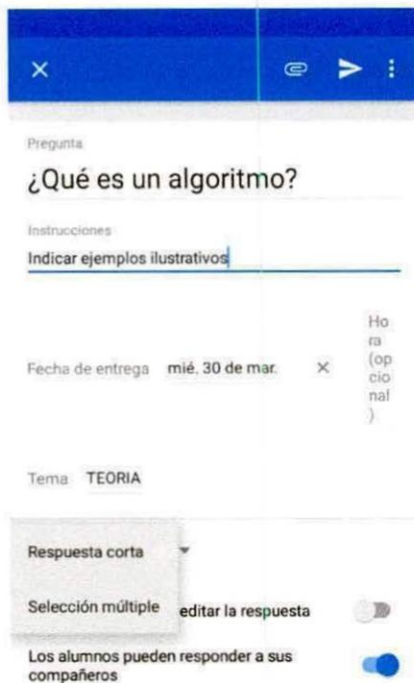 Pregunta
¿Qué es un algoritmo?
Instrucciones
Indicar ejemplos ilustrativos
Fecha de entrega mié. 30 de mar.
Ho
ra
(op
cio
nal
)
Tema TEORIA
Respuesta corta
Selección múltiple editar la respuesta
Los alumnos pueden responder a sus
compañeros